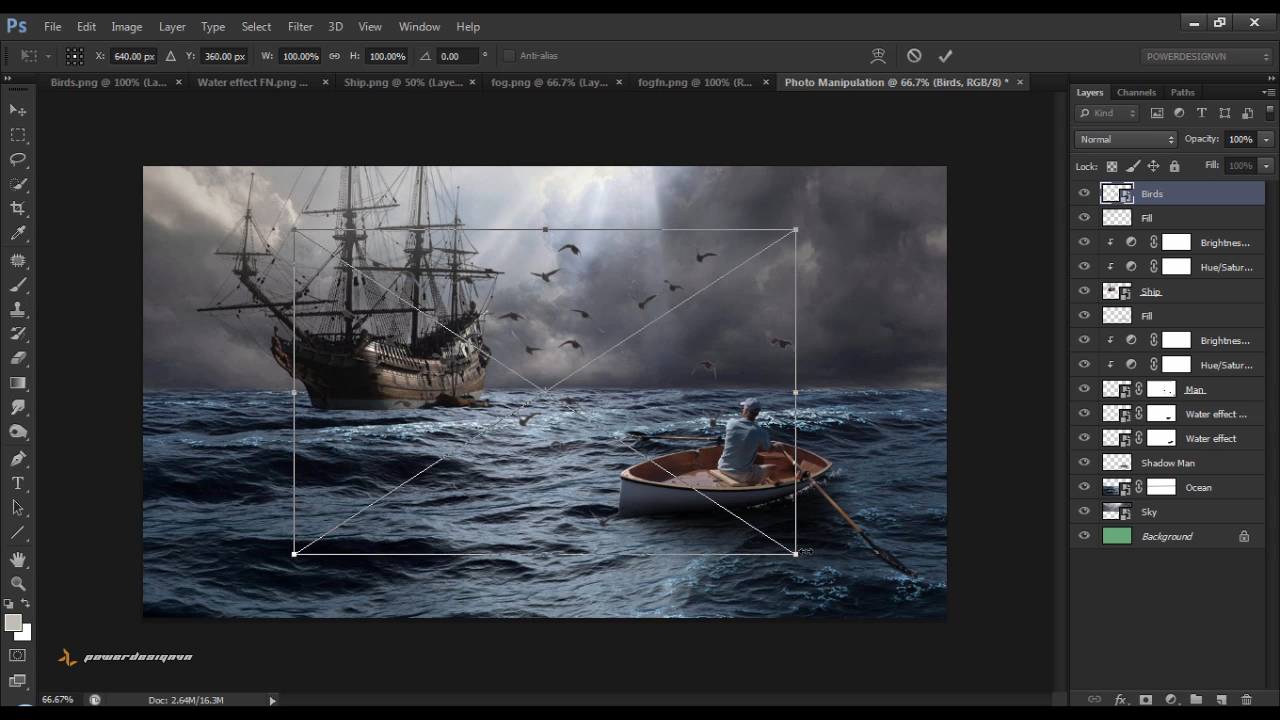 Ps File Edit Image Layer Type Select Filter 3D View Window Help
X: 640.00 px Y: 360.00 px W: 100.00% H: 100.00% 0.00 ° Anti-alias POWERDESIGNVN
Birds.png @ 100% (La... × Water effect FN.png ... × Ship.png @ 50% (Laye... × fog.png @ 66.7% (Lay... × fogfn.png @ 100% (R... × Photo Manipulation @ 66.7% (Birds, RGB/8) * ×
Layers Channels Paths
Kind
Normal Opacity: 100%
Lock: Fill: 100%
Birds
Fill
Brightnes...
Hue/Satur...
Ship
Fill
Brightnes...
Hue/Satur...
Man
Water effect ...
Water effect
Shadow Man
Ocean
Sky
Background
powerdesignvn
66.67% Doc: 2.64M/16.3M